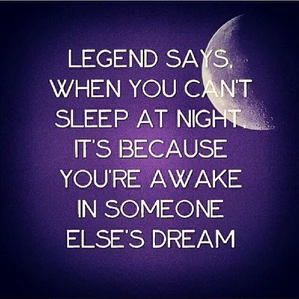 LEGEND SAYS,
WHEN YOU CAN'T
SLEEP AT NIGHT,
IT'S BECAUSE
YOU'RE AWAKE
IN SOMEONE
ELSE'S DREAM